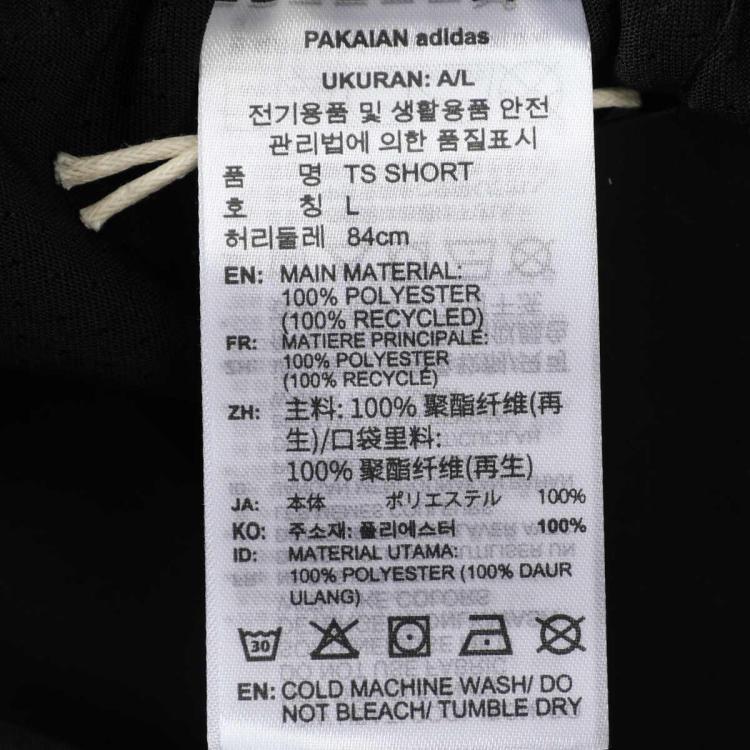 PAKAIAN adidas
UKURAN: A/L
전기용품 및 생활용품 안전
관리법에 의한 품질표시
품 명 TS SHORT
호 칭 L
허리둘레 84cm
EN: MAIN MATERIAL:
100% POLYESTER
(100% RECYCLED)
FR: MATIERE PRINCIPALE:
100% POLYESTER
(100% RECYCLÉ)
ZH: 主料: 100% 聚酯纤维(再
生)/口袋里料:
100% 聚酯纤维(再生)
JA: 本体 ポリエステル 100%
KO: 주소재: 폴리에스터 100%
ID: MATERIAL UTAMA:
100% POLYESTER (100% DAUR
ULANG)
30
EN: COLD MACHINE WASH/ DO
NOT BLEACH/ TUMBLE DRY